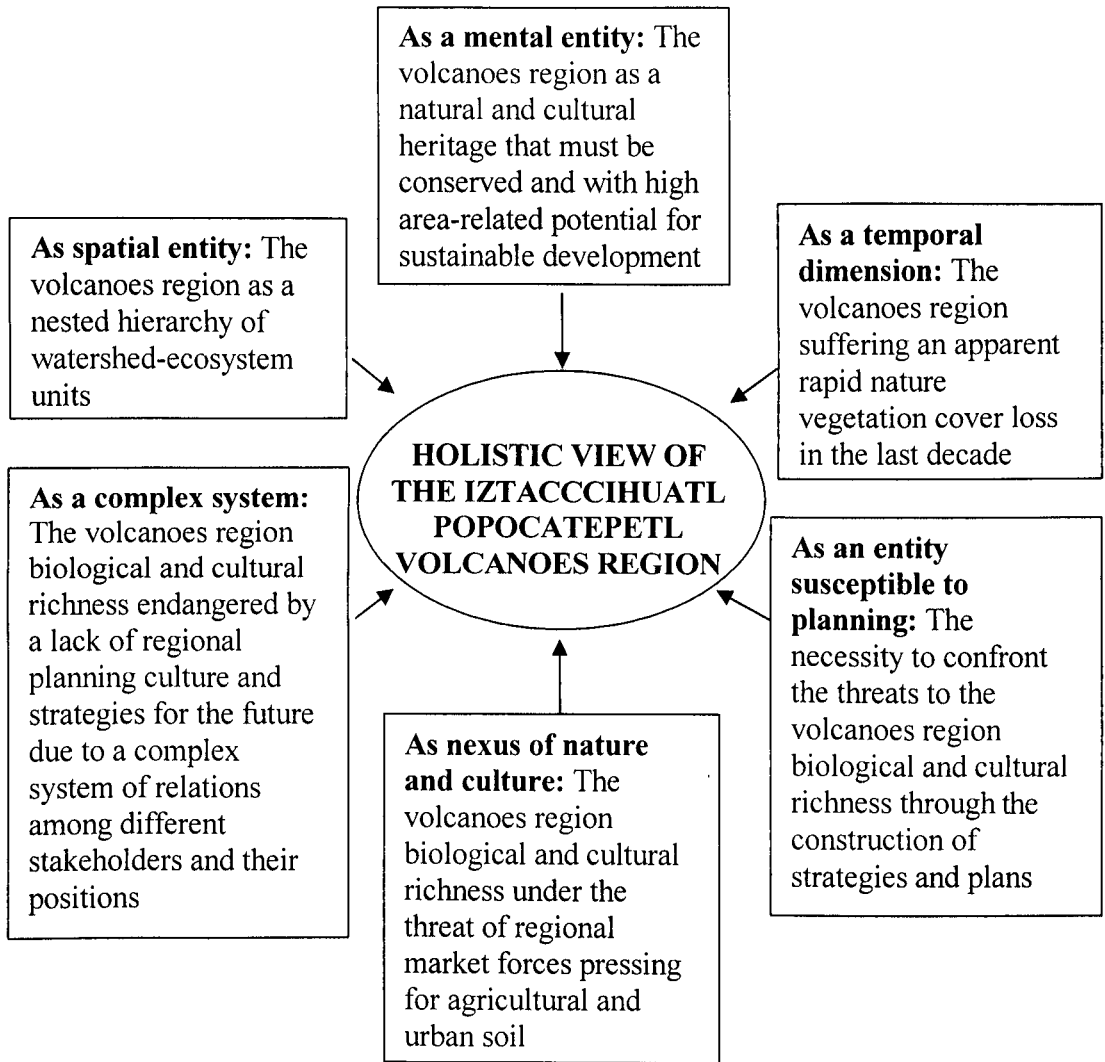 As a mental entity: The
volcanoes region as a
natural and cultural
heritage that must be
conserved and with high
area-related potential for
sustainable development
As spatial entity: The
volcanoes region as a
nested hierarchy of
watershed-ecosystem
units
As a temporal
dimension: The
volcanoes region
suffering an apparent
rapid nature
vegetation cover loss
in the last decade
HOLISTIC VIEW OF
THE IZTACCCIHUATL
POPOCATEPETL
VOLCANOES REGION
As a complex system:
The volcanoes region
biological and cultural
richness endangered by
a lack of regional
planning culture and
strategies for the future
due to a complex
system of relations
among different
stakeholders and their
positions
As an entity
susceptible to
planning: The
necessity to confront
the threats to the
volcanoes region
biological and cultural
richness through the
construction of
strategies and plans
As nexus of nature
and culture: The
volcanoes region
biological and cultural
richness under the
threat of regional
market forces pressing
for agricultural and
urban soil